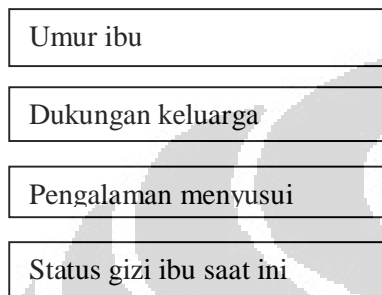 Umur ibu
Dukungan keluarga
Pengalaman menyusui
Status gizi ibu saat ini